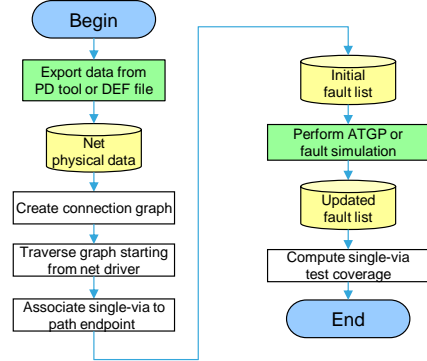 Begin
Export data from
PD tool or DEF file
Net
physical data
Create connection graph
Traverse graph starting
from net driver
Associate single-via to
path endpoint
Initial
fault list
Perform ATGP or
fault simulation
Updated
fault list
Compute single-via
test coverage
End